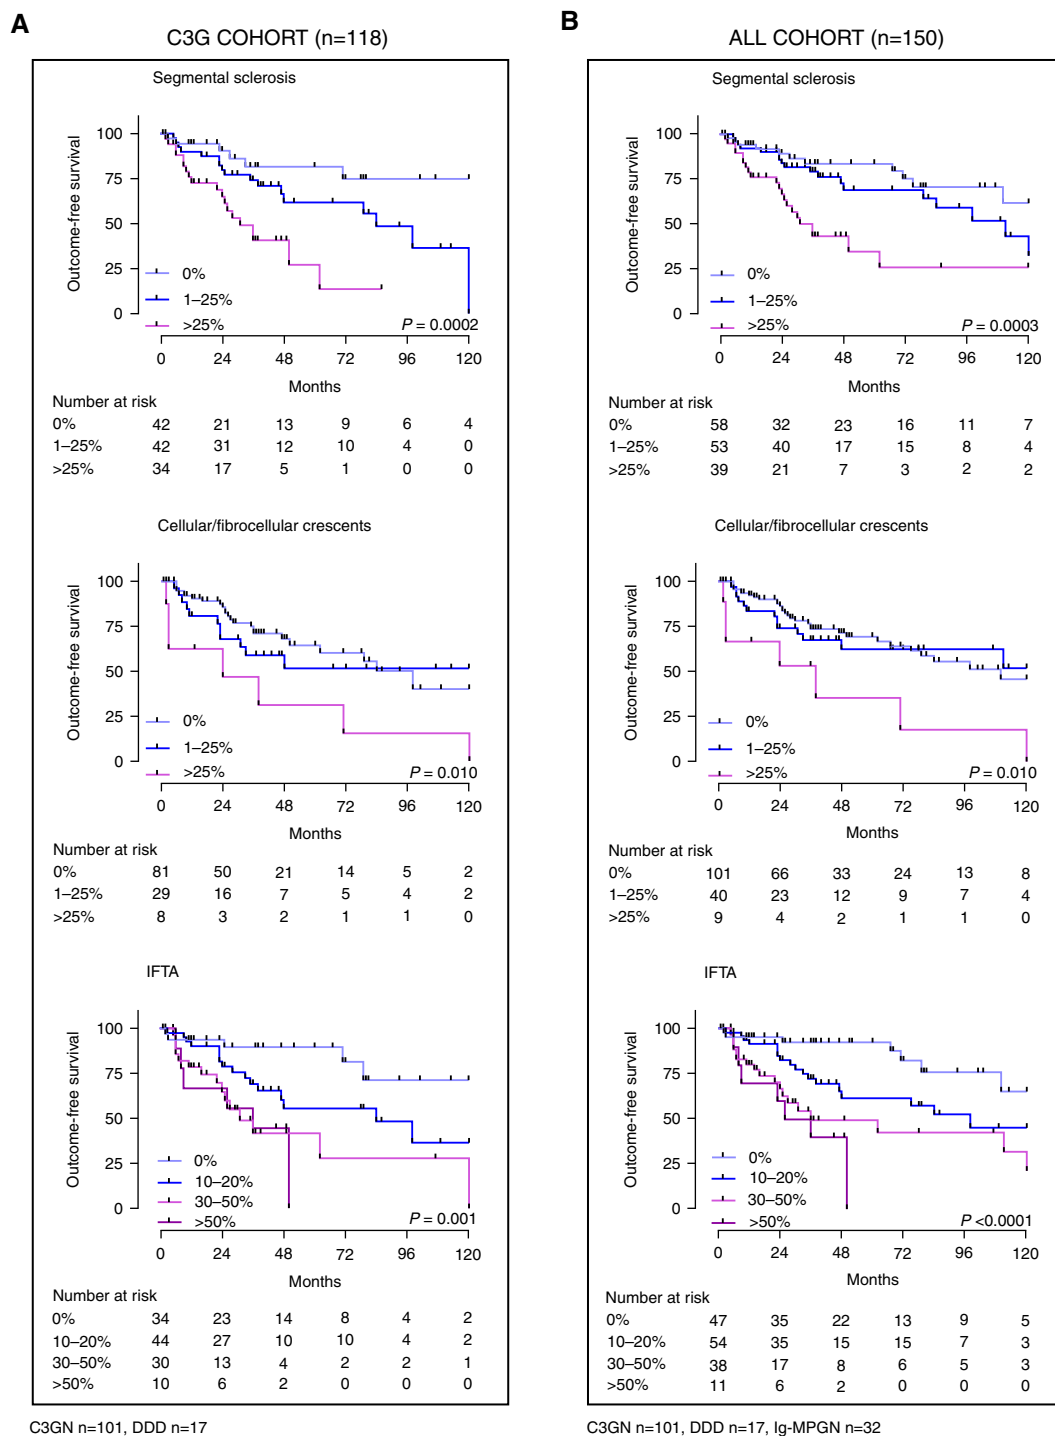 A
C3G COHORT (n=118)
Segmental sclerosis
Outcome-free survival
100
75
50
25
0
0%
1–25%
>25%
P = 0.0002
0 24 48 72 96 120
Months
Number at risk
0% 42 21 13 9 6 4
1–25% 42 31 12 10 4 0
>25% 34 17 5 1 0 0
Cellular/fibrocellular crescents
Outcome-free survival
100
75
50
25
0
0%
1–25%
>25%
P = 0.010
0 24 48 72 96 120
Months
Number at risk
0% 81 50 21 14 5 2
1–25% 29 16 7 5 4 2
>25% 8 3 2 1 1 0
IFTA
Outcome-free survival
100
75
50
25
0
0%
10–20%
30–50%
>50%
P = 0.001
0 24 48 72 96 120
Months
Number at risk
0% 34 23 14 8 4 2
10–20% 44 27 10 10 4 2
30–50% 30 13 4 2 2 1
>50% 10 6 2 0 0 0
C3GN n=101, DDD n=17
B
ALL COHORT (n=150)
Segmental sclerosis
Outcome-free survival
100
75
50
25
0
0%
1–25%
>25%
P = 0.0003
0 24 48 72 96 120
Months
Number at risk
0% 58 32 23 16 11 7
1–25% 53 40 17 15 8 4
>25% 39 21 7 3 2 2
Cellular/fibrocellular crescents
Outcome-free survival
100
75
50
25
0
0%
1–25%
>25%
P = 0.010
0 24 48 72 96 120
Months
Number at risk
0% 101 66 33 24 13 8
1–25% 40 23 12 9 7 4
>25% 9 4 2 1 1 0
IFTA
Outcome-free survival
100
75
50
25
0
0%
10–20%
30–50%
>50%
P <0.0001
0 24 48 72 96 120
Months
Number at risk
0% 47 35 22 13 9 5
10–20% 54 35 15 15 7 3
30–50% 38 17 8 6 5 3
>50% 11 6 2 0 0 0
C3GN n=101, DDD n=17, Ig-MPGN n=32